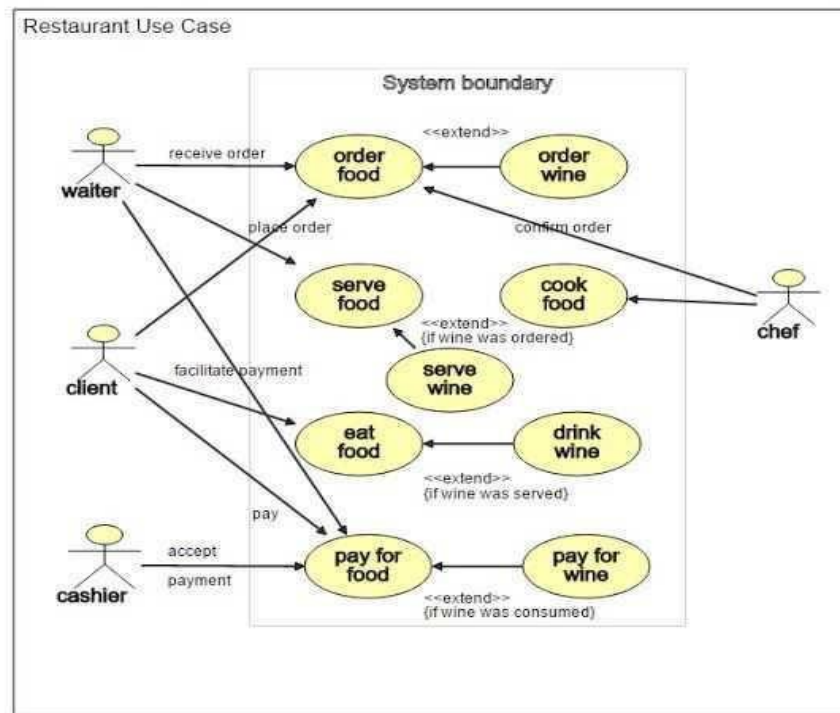 Restaurant Use Case
System boundary
waiter
receive order
order
food
<<extend>>
order
wine
place order
confirm order
serve
food
cook
food
chef
<<extend>>
{if wine was ordered}
serve
wine
client
facilitate payment
eat
food
drink
wine
<<extend>>
{if wine was served}
pay
cashier
accept
payment
pay for
food
pay for
wine
<<extend>>
{if wine was consumed}